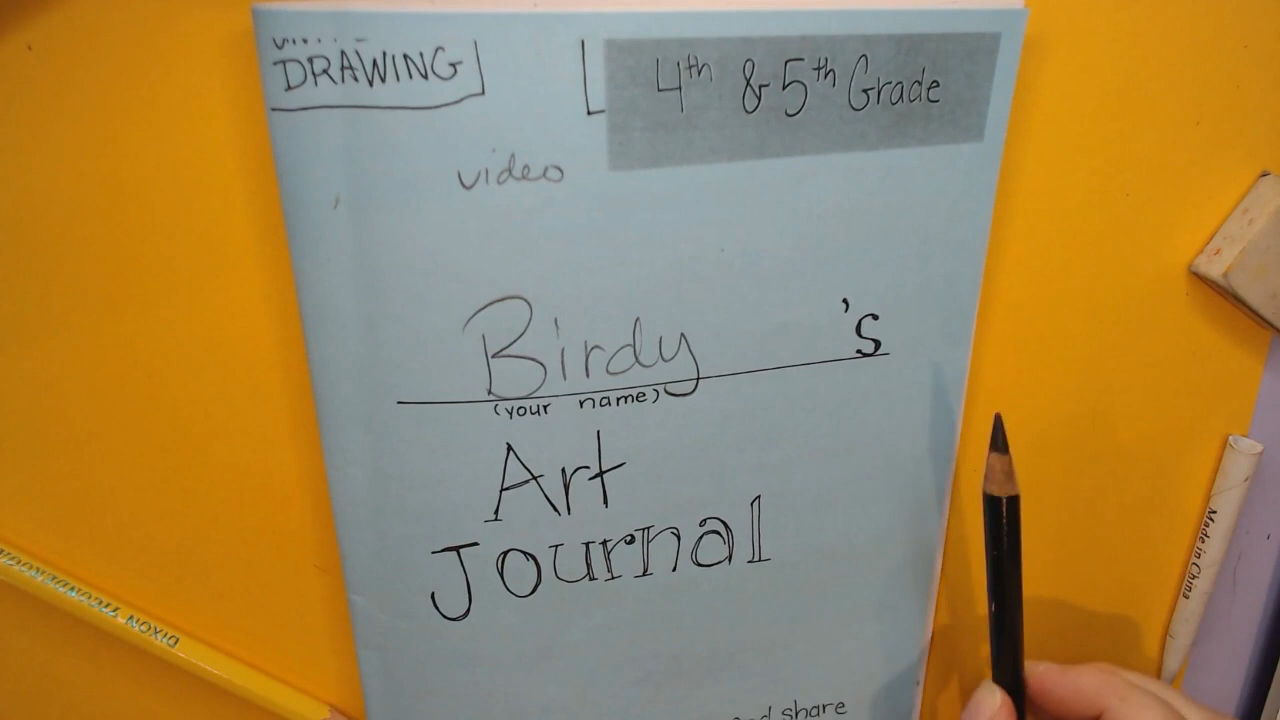 DRAWING
4th & 5th Grade
video
Birdy 's
(your name)
Art
Journal
share
Made in China
DIXON TICONDEROGA